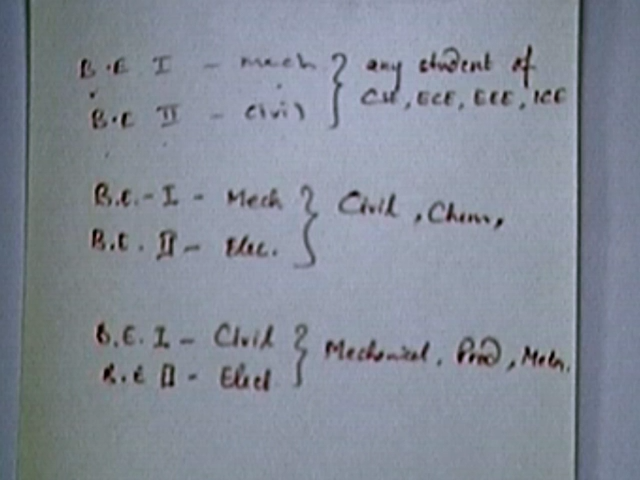 B.E I - Mech } any student of
B.E II - Civil } CSE, ECE, EEE, ICE
B.E.- I - Mech } Civil, Chem,
B.E. II - Elec. }
B.E. I - Civil } Mechanical, Prod, Metn.
B.E II - Elect }